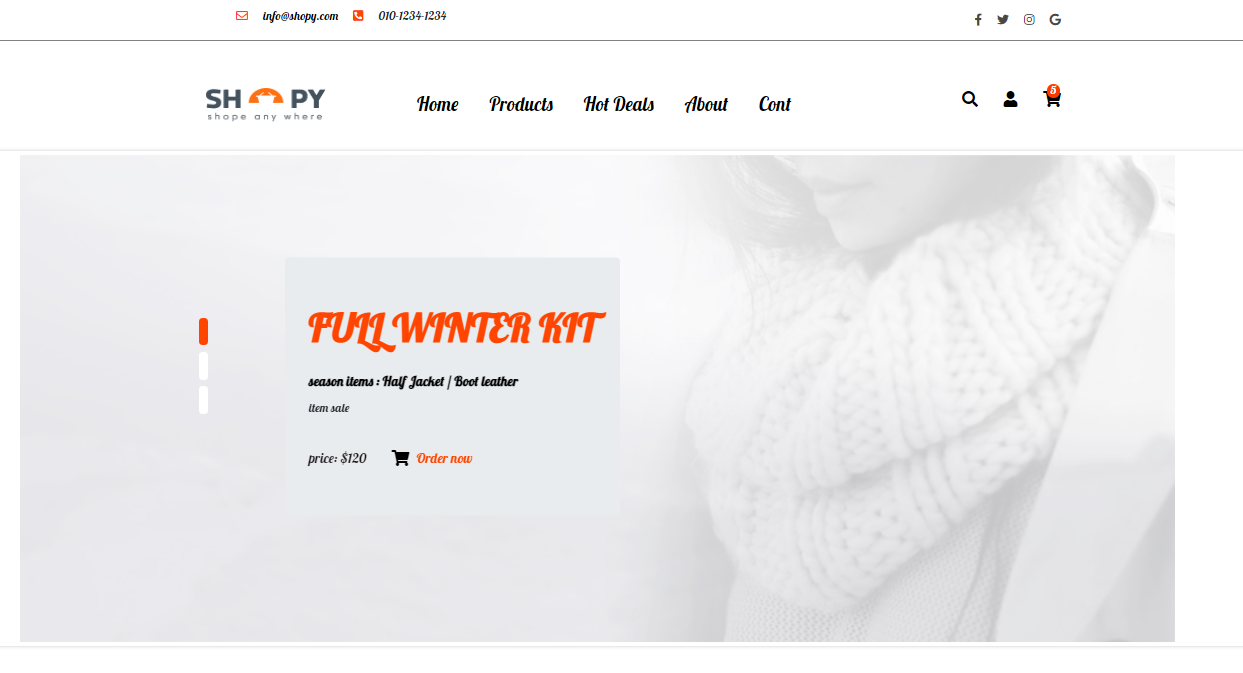 info@shopy.com 010-1234-1234
SH PY
shope any where
Home Products Hot Deals About Cont
5
FULL WINTER KIT
season items : Half Jacket / Boot leather
item sale
price: $120 Order now